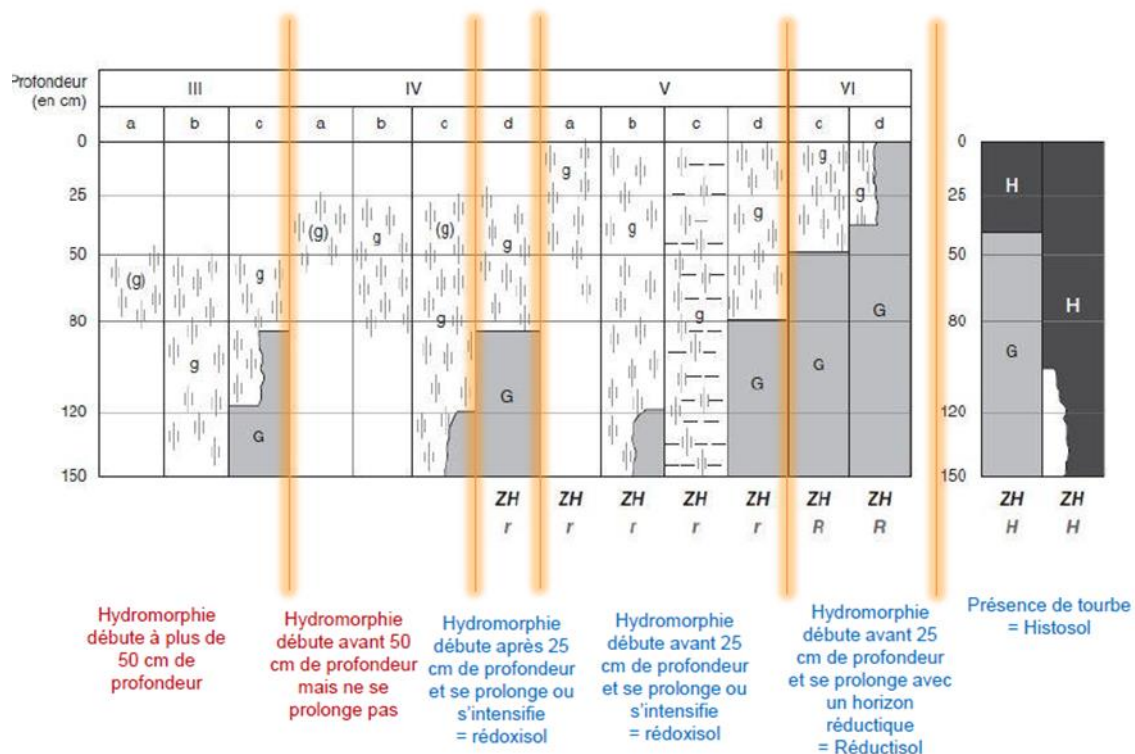 Profondeur
(en cm)
III IV V VI
a b c a b c d a b c d c d
0 0
g g g
25 H 25
g
(g) g (g) g g g
50 50
(g) g
g g
80 G H 80
g
G G
G G
120 120
G
150 150
ZH ZH ZH ZH ZH ZH ZH ZH ZH
r r r r r R R H H
Hydromorphie
débute à plus de
50 cm de
profondeur
Hydromorphie
débute avant 50
cm de profondeur
mais ne se
prolonge pas
Hydromorphie
débute après 25
cm de profondeur
et se prolonge ou
s'intensifie
= rédoxisol
Hydromorphie
débute avant 25
cm de profondeur
et se prolonge ou
s'intensifie
= rédoxisol
Hydromorphie
débute avant 25
cm de profondeur
et se prolonge avec
un horizon
réductique
= Réductisol
Présence de tourbe
= Histosol